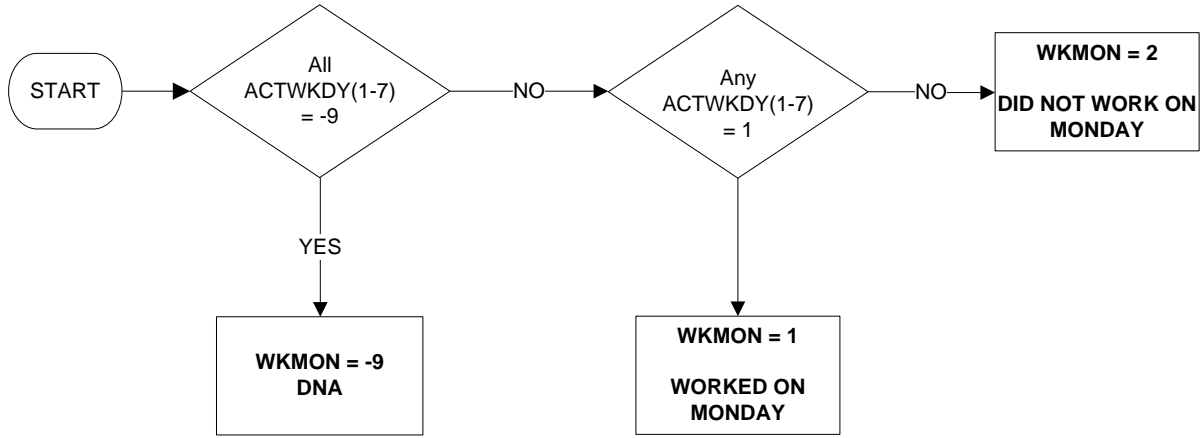 START
All
ACTWKDY(1-7)
= -9
NO
Any
ACTWKDY(1-7)
= 1
NO
WKMON = 2
DID NOT WORK ON
MONDAY
YES
WKMON = -9
DNA
WKMON = 1
WORKED ON
MONDAY